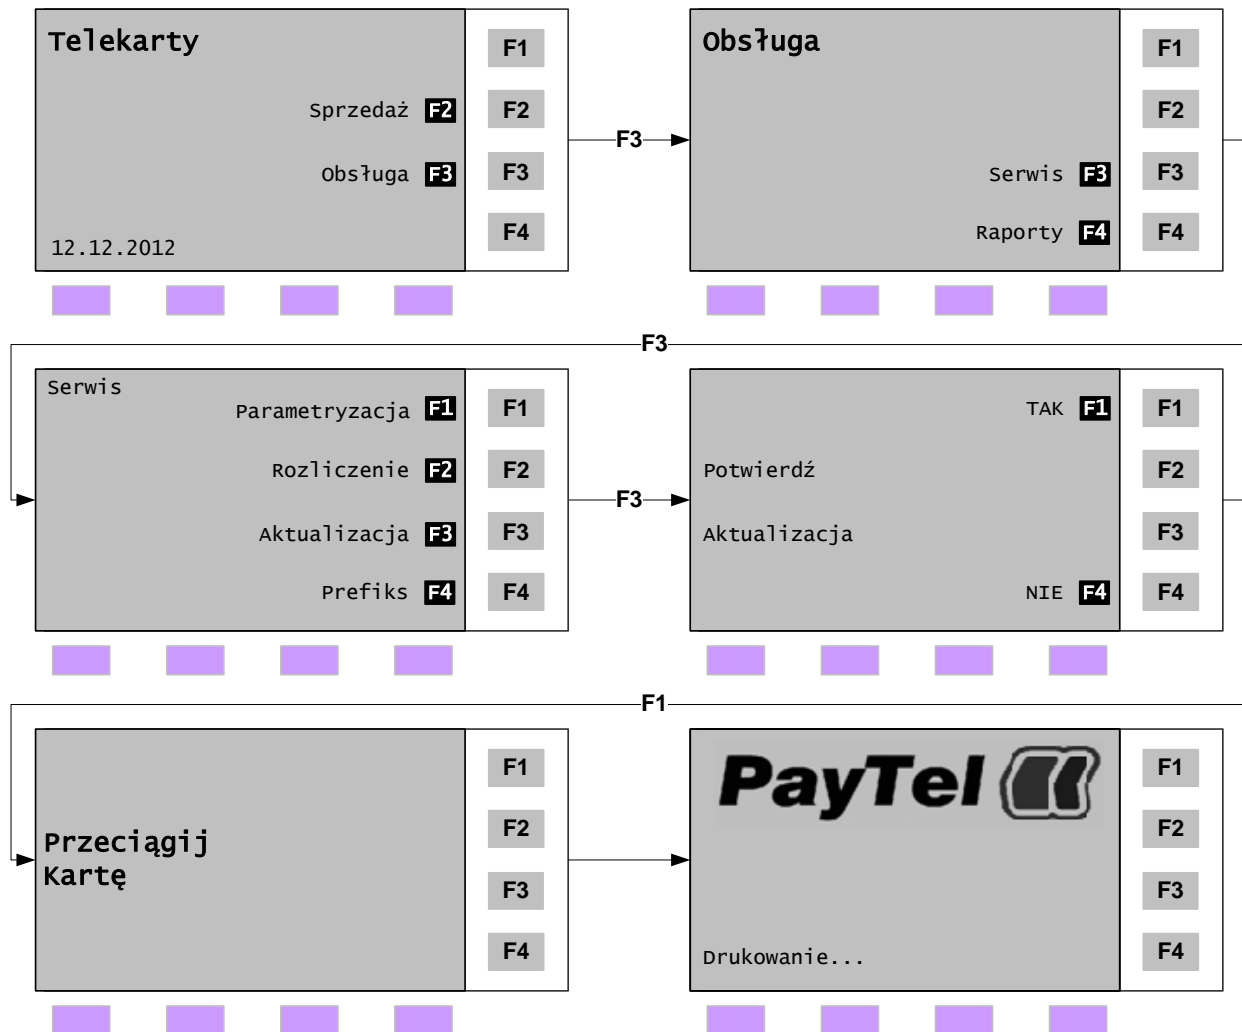 Telekarty
F1
Sprzedaż F2
F2
Obsługa F3
F3
12.12.2012
F4
F3
Obsługa
F1
F2
Serwis F3
F3
Raporty F4
F4
F3
Serwis
Parametryzacja F1
F1
Rozliczenie F2
F2
Aktualizacja F3
F3
Prefiks F4
F4
F3
TAK F1
F1
Potwierdź
F2
Aktualizacja
F3
NIE F4
F4
F1
Przeciągij
Kartę
F1
F2
F3
F4
PayTel
F1
F2
F3
Drukowanie...
F4